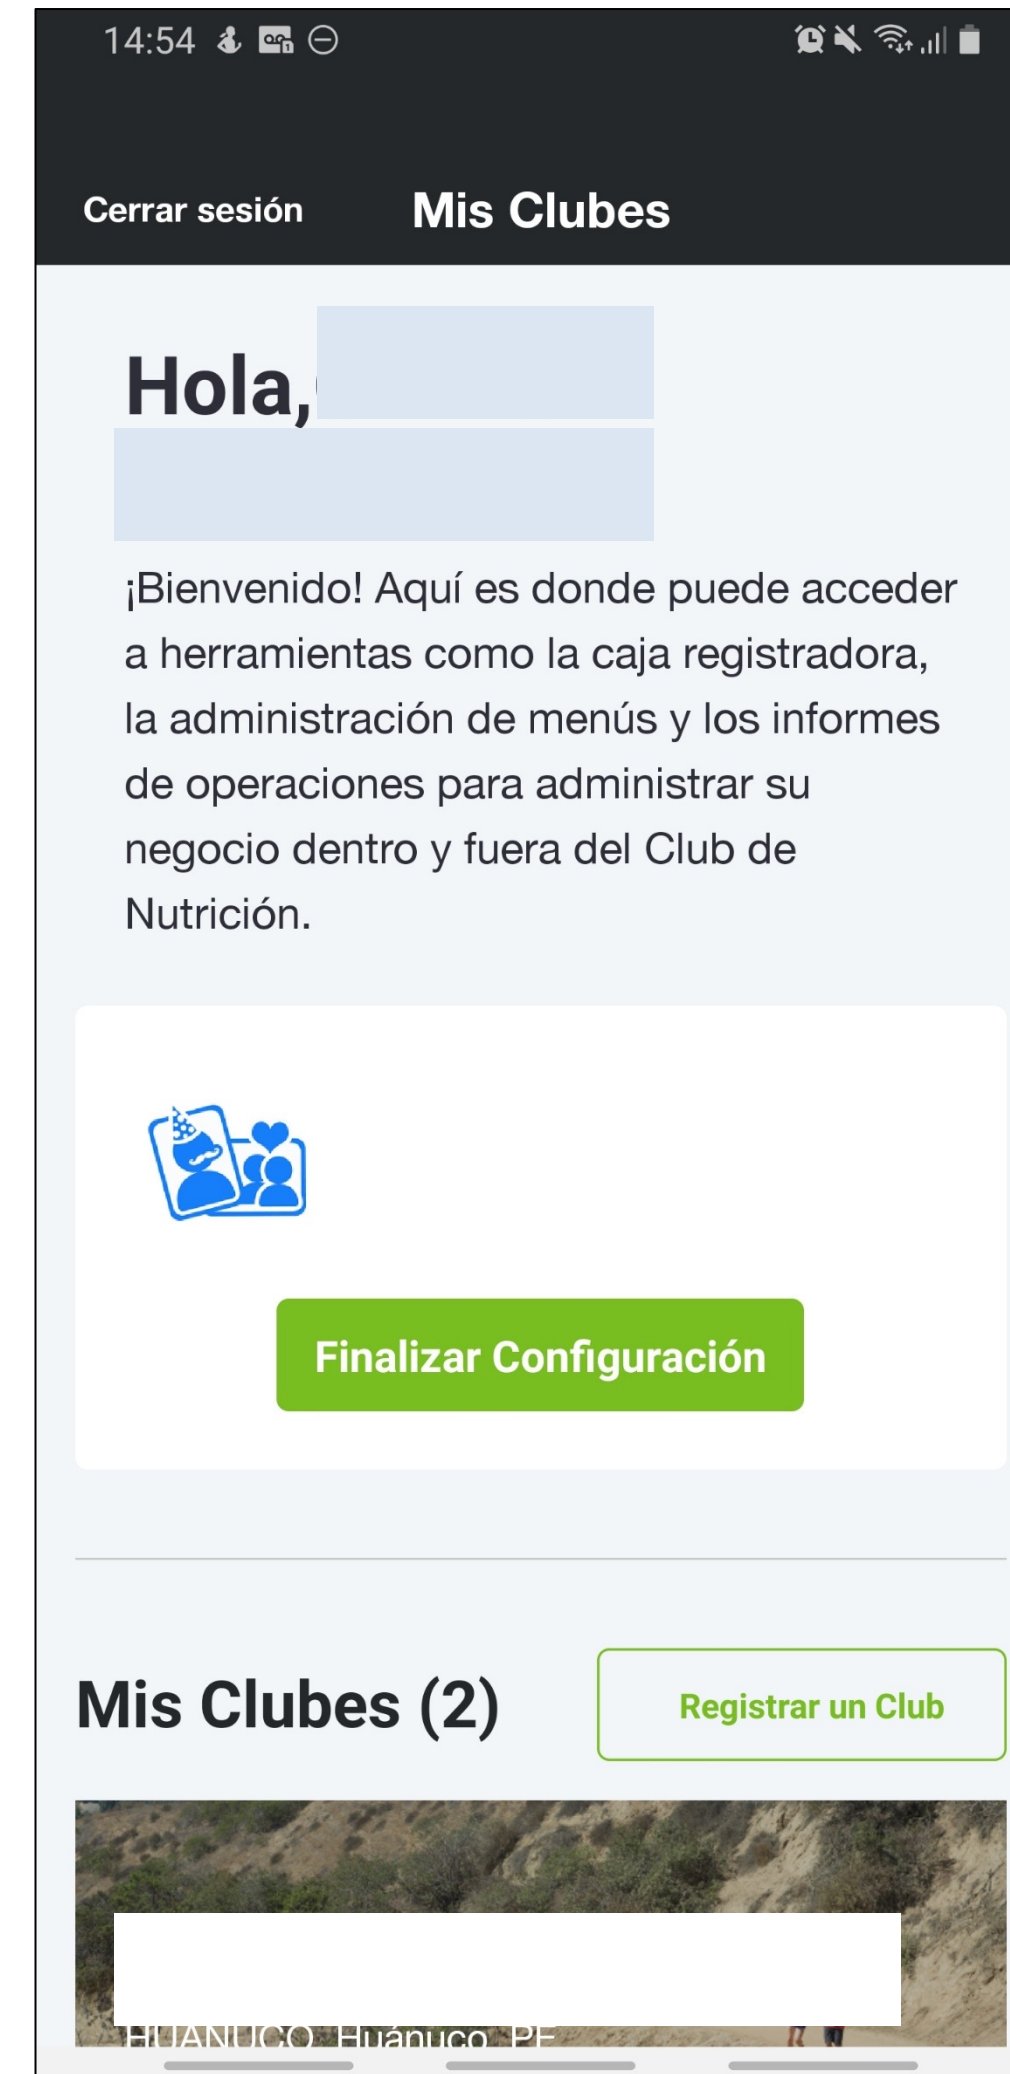 14:54
Cerrar sesión Mis Clubes
Hola,
¡Bienvenido! Aquí es donde puede acceder
a herramientas como la caja registradora,
la administración de menús y los informes
de operaciones para administrar su
negocio dentro y fuera del Club de
Nutrición.
Finalizar Configuración
Mis Clubes (2)
Registrar un Club
HUANUCO, Huánuco, PE